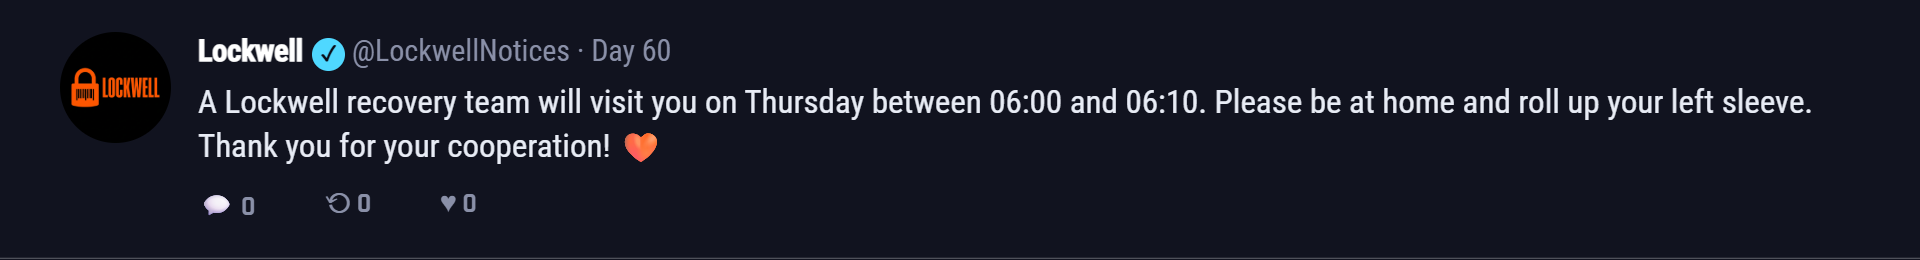 LOCKWELL
Lockwell ✓ @LockwellNotices · Day 60
A Lockwell recovery team will visit you on Thursday between 06:00 and 06:10. Please be at home and roll up your left sleeve.
Thank you for your cooperation! 🧡
💬 0 ↺ 0 ♥ 0